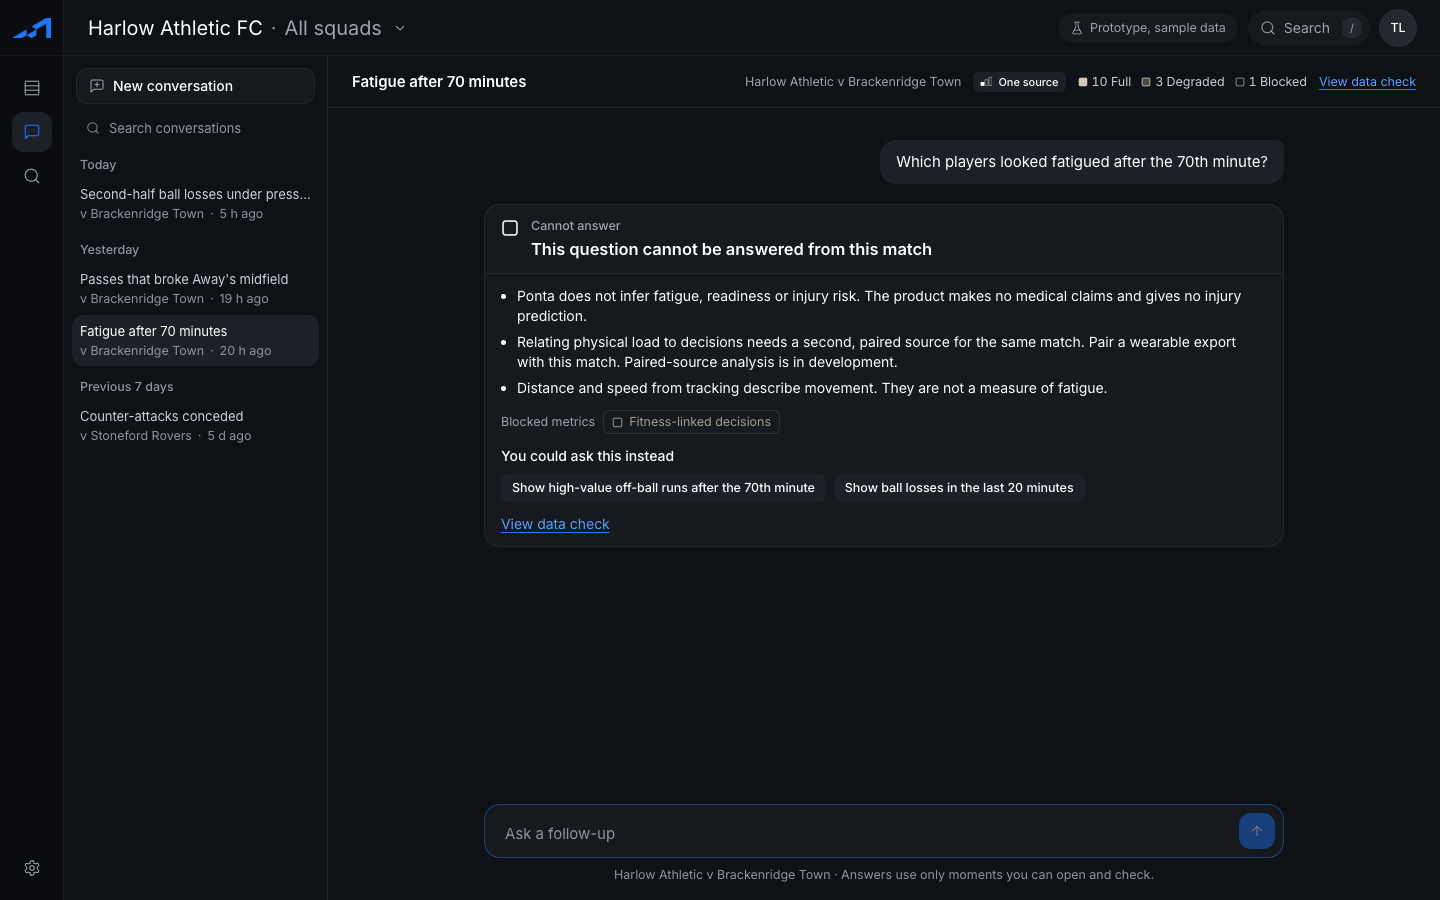 Harlow Athletic FC · All squads
Prototype, sample data
Search /
TL
New conversation
Search conversations
Today
Second-half ball losses under press...
v Brackenridge Town · 5 h ago
Yesterday
Passes that broke Away's midfield
v Brackenridge Town · 19 h ago
Fatigue after 70 minutes
v Brackenridge Town · 20 h ago
Previous 7 days
Counter-attacks conceded
v Stoneford Rovers · 5 d ago
Fatigue after 70 minutes
Harlow Athletic v Brackenridge Town One source 10 Full 3 Degraded 1 Blocked View data check
Which players looked fatigued after the 70th minute?
Cannot answer
This question cannot be answered from this match
• Ponta does not infer fatigue, readiness or injury risk. The product makes no medical claims and gives no injury
prediction.
• Relating physical load to decisions needs a second, paired source for the same match. Pair a wearable export
with this match. Paired-source analysis is in development.
• Distance and speed from tracking describe movement. They are not a measure of fatigue.
Blocked metrics Fitness-linked decisions
You could ask this instead
Show high-value off-ball runs after the 70th minute
Show ball losses in the last 20 minutes
View data check
Ask a follow-up
Harlow Athletic v Brackenridge Town · Answers use only moments you can open and check.